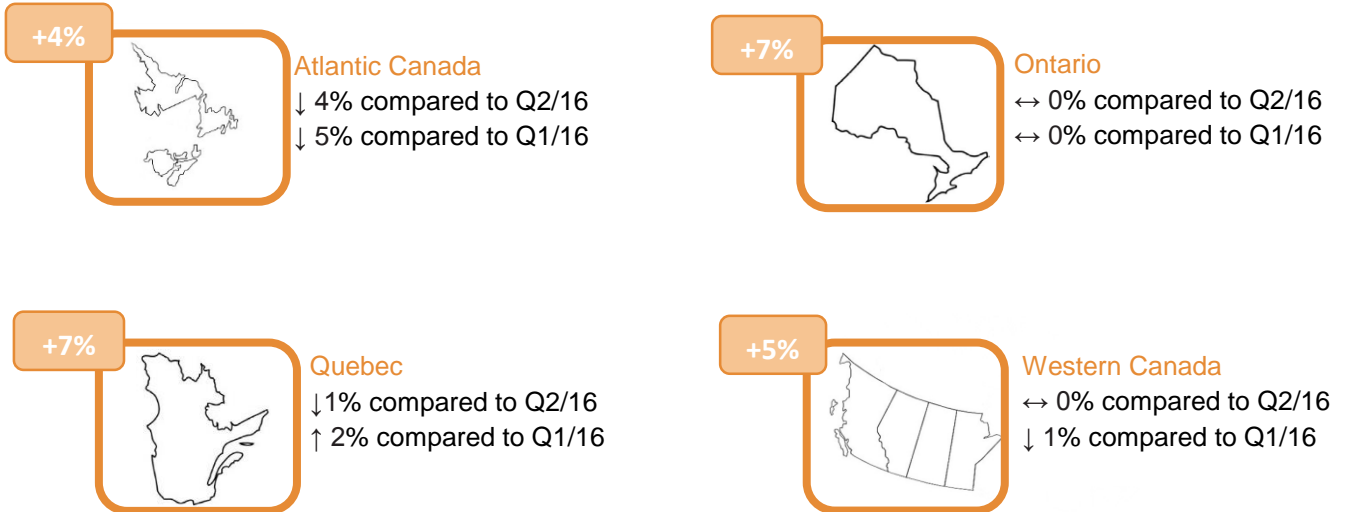 +4%
Atlantic Canada
↓ 4% compared to Q2/16
↓ 5% compared to Q1/16
+7%
Ontario
↔ 0% compared to Q2/16
↔ 0% compared to Q1/16
+7%
Quebec
↓1% compared to Q2/16
↑ 2% compared to Q1/16
+5%
Western Canada
↔ 0% compared to Q2/16
↓ 1% compared to Q1/16